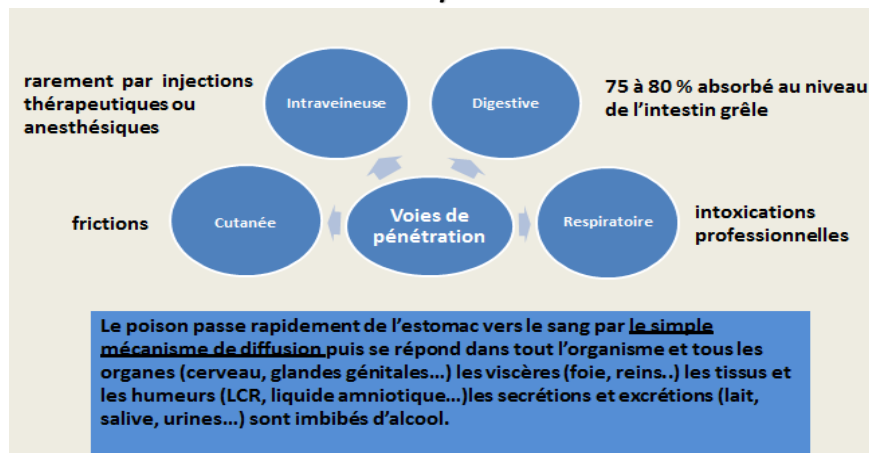 rarement par injections
thérapeutiques ou
anesthésiques
Intraveineuse
Digestive
75 à 80 % absorbé au niveau
de l'intestin grêle
frictions
Cutanée
Voies de
pénétration
Respiratoire
intoxications
professionnelles
Le poison passe rapidement de l'estomac vers le sang par le simple
mécanisme de diffusion puis se répond dans tout l'organisme et tous les
organes (cerveau, glandes génitales...) les viscères (foie, reins..) les tissus et
les humeurs (LCR, liquide amniotique...)les secrétions et excrétions (lait,
salive, urines...) sont imbibés d'alcool.